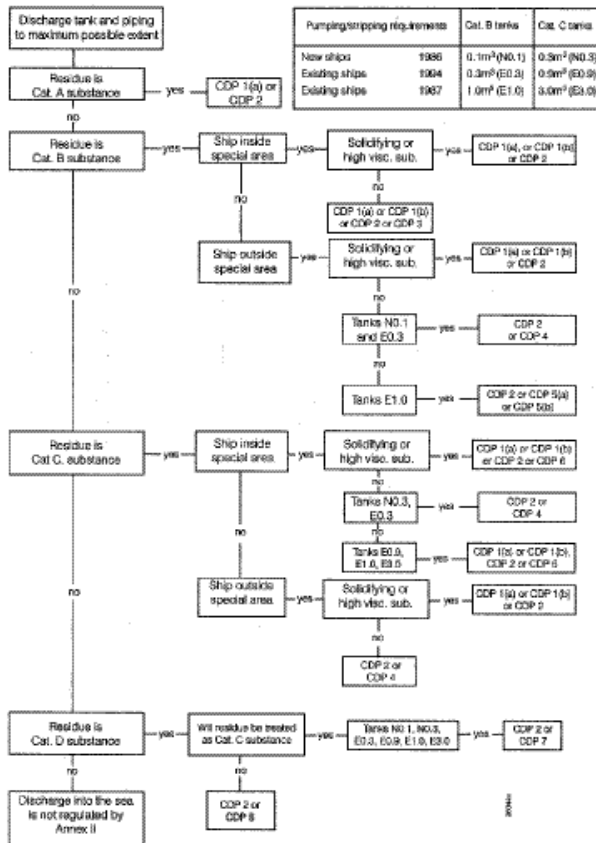 Discharge tank and piping
to maximum possible extent
Pumping/stripping requirements Cat. B tanks Cat. C tanks
New ships 1986 0.1m³(N0.1) 0.3m³(N0.3)
Existing ships 1994 0.3m³(E0.3) 0.9m³(E0.9)
Existing ships 1987 1.0m³(E1.0) 3.0m³(E3.0)
Residue is
Cat. A substance
yes
CDP 1(a) or
CDP 2
no
Residue is
Cat. B substance
yes
Ship inside
special area
yes
Solidifying or
high visc. sub.
yes
CDP 1(a), or CDP 1(b)
or CDP 2
no
CDP 1(a) or CDP 1(b)
or CDP 2 or CDP 3
no
Ship outside
special area
yes
Solidifying or
high visc. sub.
yes
CDP 1(a) or CDP 1(b)
or CDP 2
no
no
Tanks N0.1
and E0.3
yes
CDP 2
or CDP 4
no
Tanks E1.0
yes
CDP 2 or CDP 5(a)
or CDP 5(b)
Residue is
Cat C. substance
yes
Ship inside
special area
yes
Solidifying or
high visc. sub.
yes
CDP 1(a) or CDP 1(b)
or CDP 2 or CDP 6
no
Tanks N0.3,
E0.3
yes
CDP 2 or
CDP 4
no
no
Tanks E0.9,
yes
CDP 1(a) or CDP 1(b),
CDP 2 or CDP 6
Ship outside
special area
yes
Solidifying or
high visc. sub.
yes
CDP 1(a) or CDP 1(b)
or CDP 2
no
no
CDP 2 or
CDP 4
Residue is
Cat. D substance
yes
Will residue be treated
as Cat. C substance
yes
Tanks N0.1, N0.3,
E0.3, E0.9, E1.0, E3.0
yes
CDP 2 or
CDP 7
no
no
Discharge into the sea
is not regulated by
Annex II
CDP 2 or
CDP 8